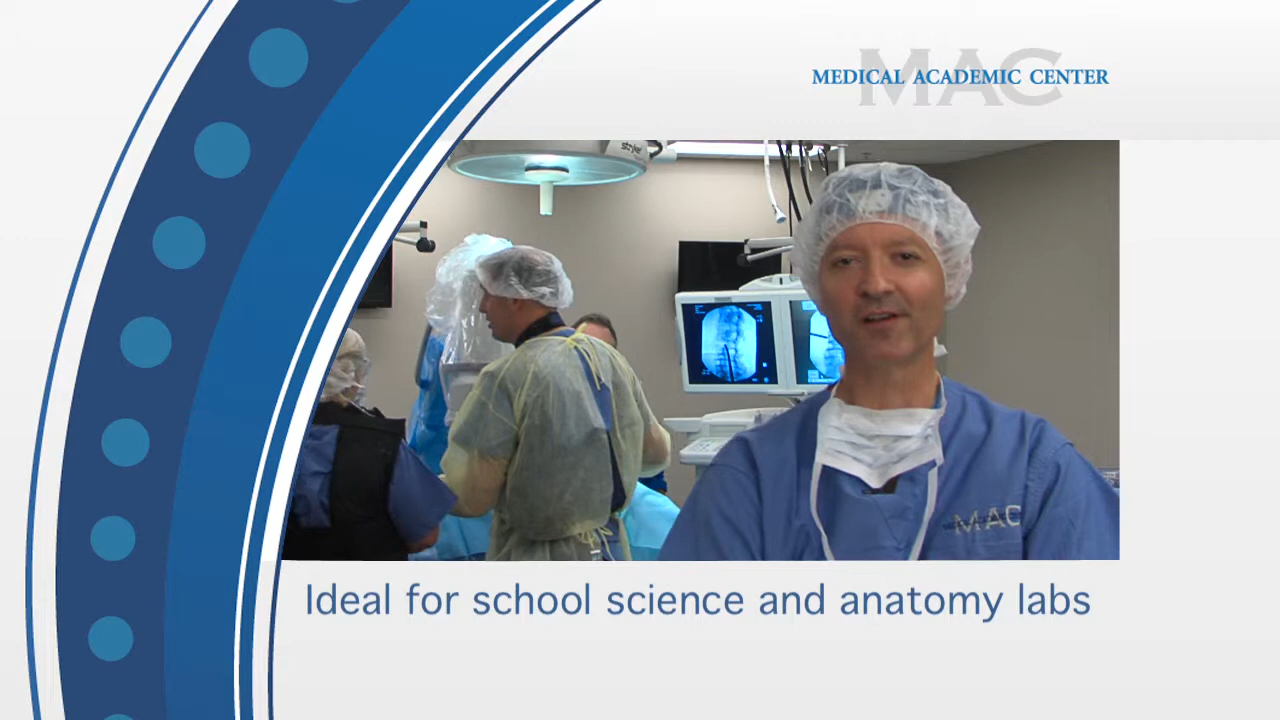 MAC
MEDICAL ACADEMIC CENTER
stryker
MAC
Ideal for school science and anatomy labs